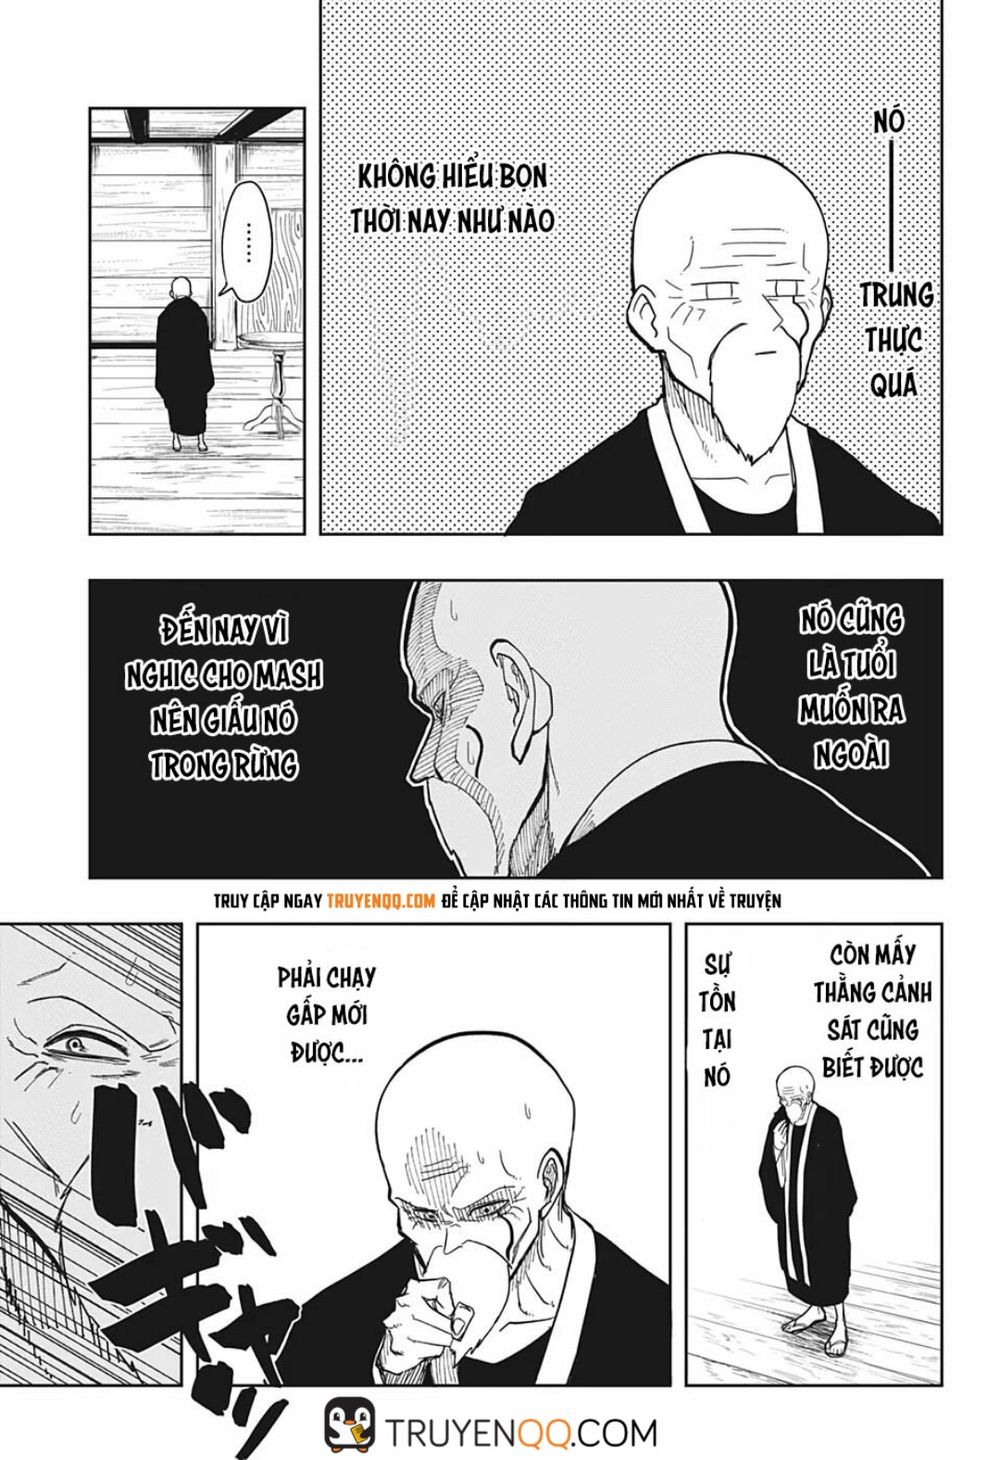 NÓ
TRUNG
THỰC
QUÁ
KHÔNG HIỂU BỌN
THỜI NAY NHƯ NÀO
NÓ CŨNG
LÀ TUỔI
MUỐN RA
NGOÀI
ĐẾN NAY VÌ
NGHIC CHO MASH
NÊN GIẤU NÓ
TRONG RỪNG
TRUY CẬP NGAY TRUYENQQ.COM ĐỂ CẬP NHẬT CÁC THÔNG TIN MỚI NHẤT VỀ TRUYỆN
CÒN MẤY
THẰNG CẢNH
SÁT CŨNG
BIẾT ĐƯỢC
SỰ
TỒN
TẠI
NÓ
PHẢI CHẠY
GẤP MỚI
ĐƯỢC...
バギャッ
TRUYENQQ.COM